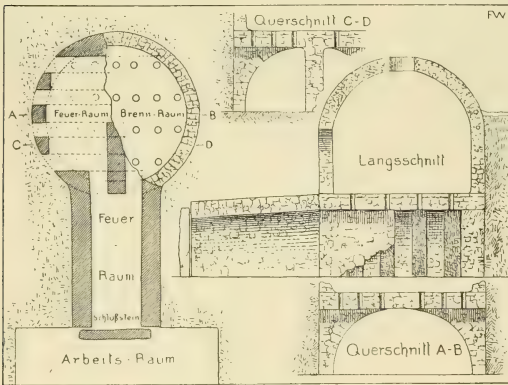 Querschnitt C-D
FW
A
Feuer-Raum
Brenn-Raum
B
C
D
Langsschnitt
Feuer
-
Raum
Schlußstein
Arbeits-Raum
Querschnitt A-B